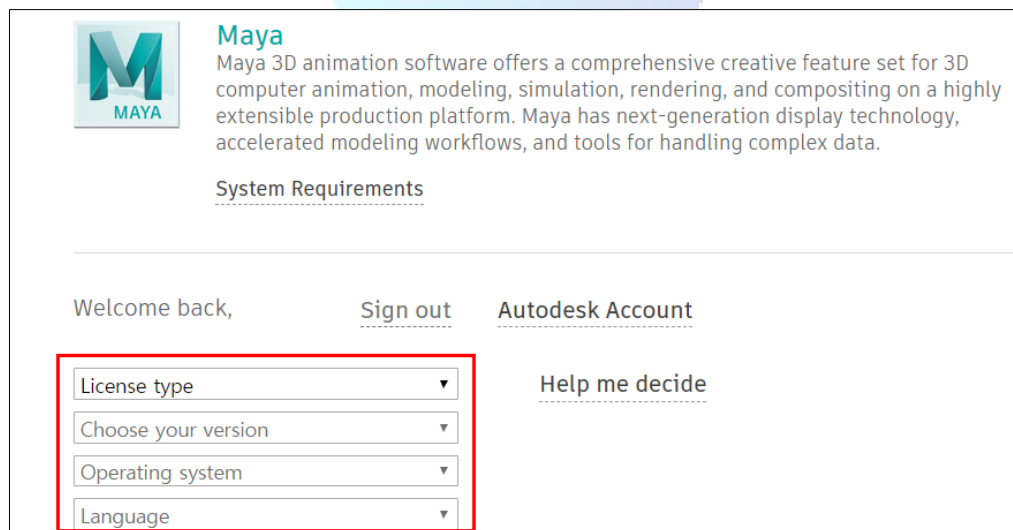 Maya
MAYA
Maya 3D animation software offers a comprehensive creative feature set for 3D
computer animation, modeling, simulation, rendering, and compositing on a highly
extensible production platform. Maya has next-generation display technology,
accelerated modeling workflows, and tools for handling complex data.
System Requirements
Welcome back, Sign out Autodesk Account
License type Help me decide
Choose your version
Operating system
Language